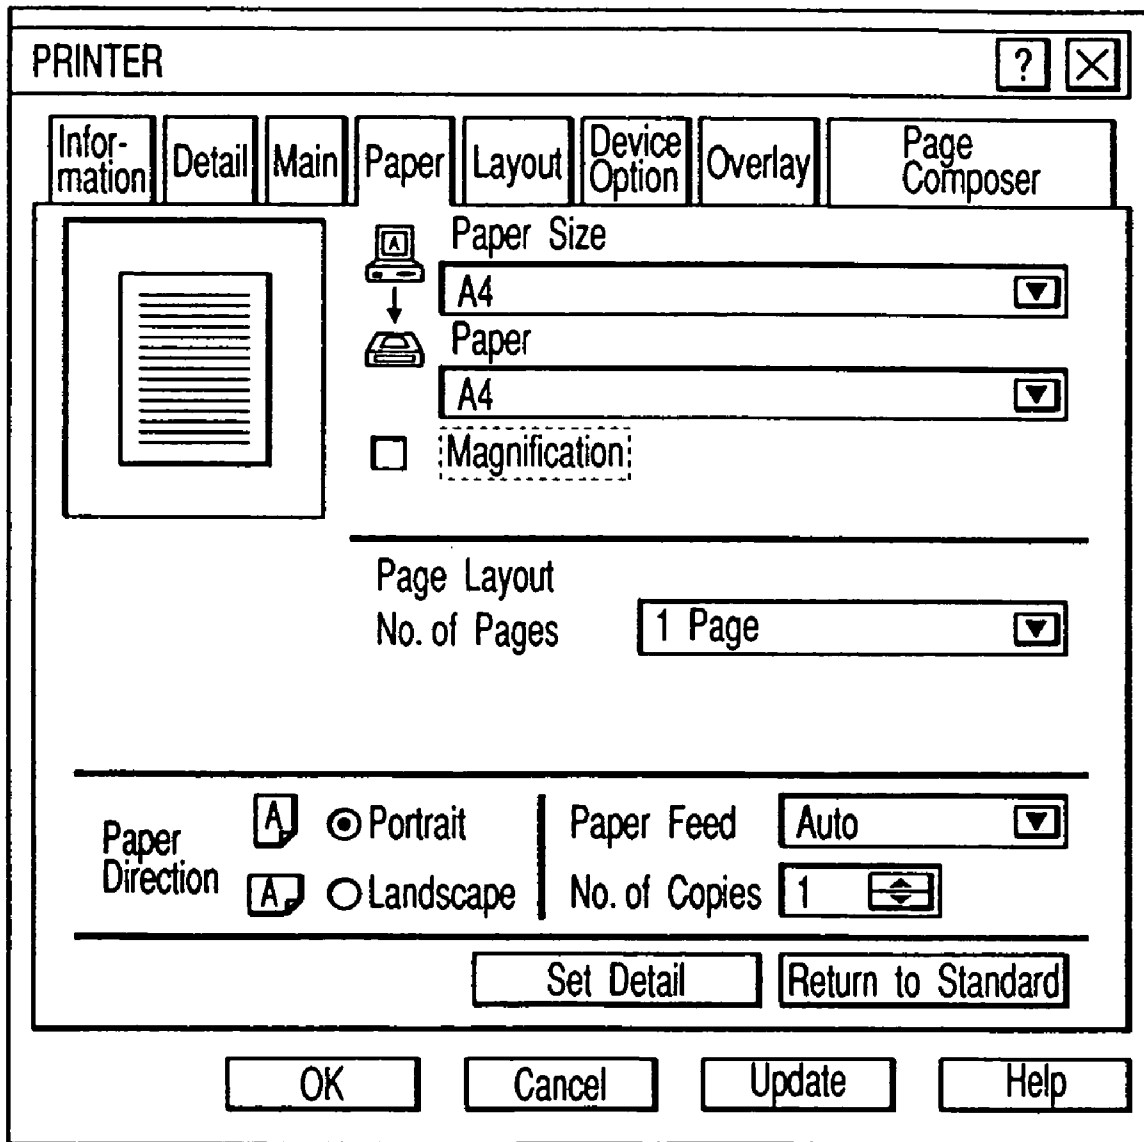 PRINTER ?
Infor-
mation
Detail
Main
Paper
Layout
Device
Option
Overlay
Page
Composer
A
Paper Size
A4
Paper
A4
Magnification
Page Layout
No. of Pages 1 Page
Paper
Direction
A Portrait
A Landscape
Paper Feed Auto
No. of Copies 1
Set Detail Return to Standard
OK Cancel Update Help